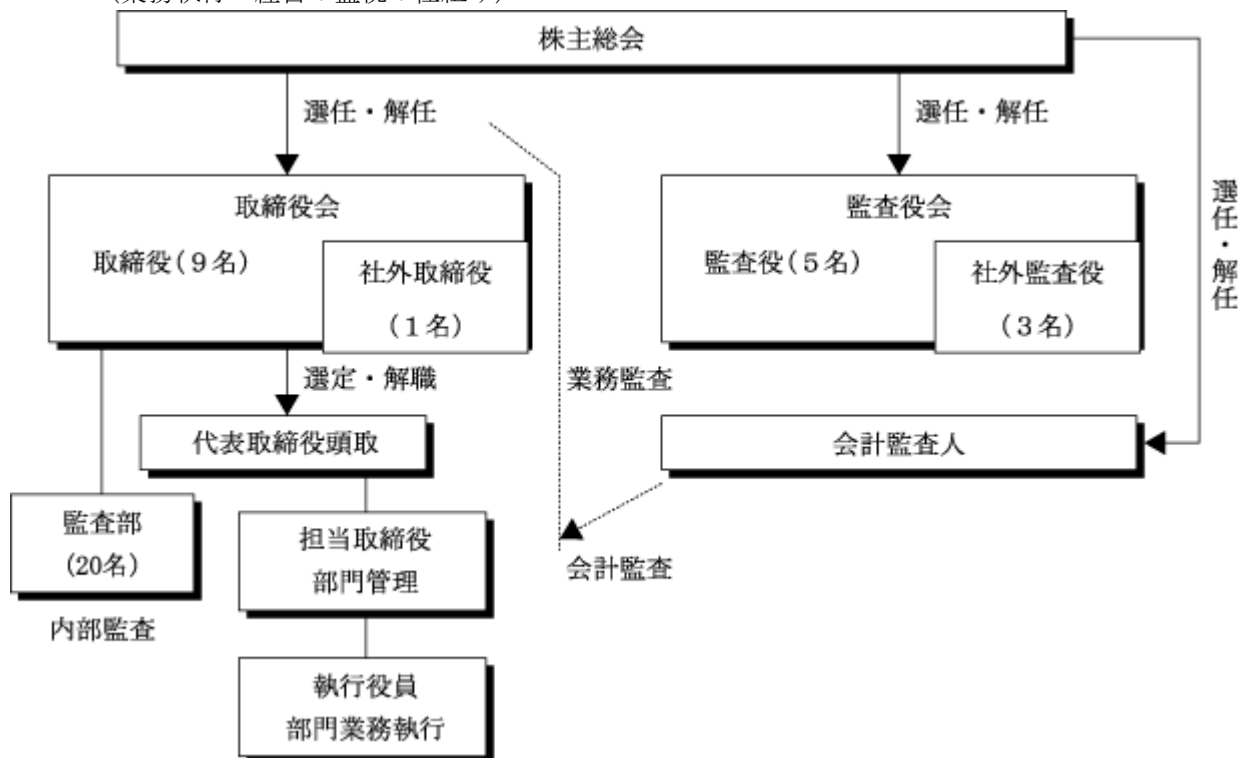 株主総会
選任・解任
選任・解任
選任・解任
取締役会
取締役(9名)
社外取締役
(1名)
監査役会
監査役(5名)
社外監査役
(3名)
選定・解職
業務監査
代表取締役頭取
会計監査人
監査部
(20名)
内部監査
担当取締役
部門管理
会計監査
執行役員
部門業務執行